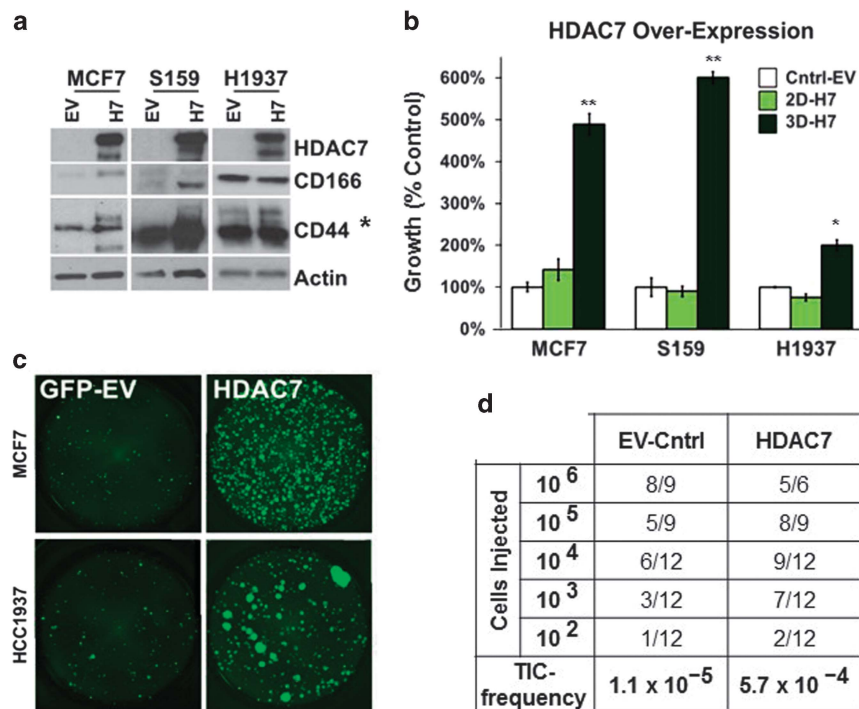 a
MCF7 S159 H1937
EV H7 EV H7 EV H7
HDAC7
CD166
CD44 *
Actin
b
HDAC7 Over-Expression
Growth (% Control)
600%
500%
400%
300%
200%
100%
0%
** ** *
Cntrl-EV
2D-H7
3D-H7
MCF7 S159 H1937
c
GFP-EV HDAC7
MCF7
HCC1937
d
EV-Cntrl HDAC7
Cells Injected
10 6 8/9 5/6
10 5 5/9 8/9
10 4 6/12 9/12
10 3 3/12 7/12
10 2 1/12 2/12
TIC-
frequency 1.1 x 10 −5 5.7 x 10 −4